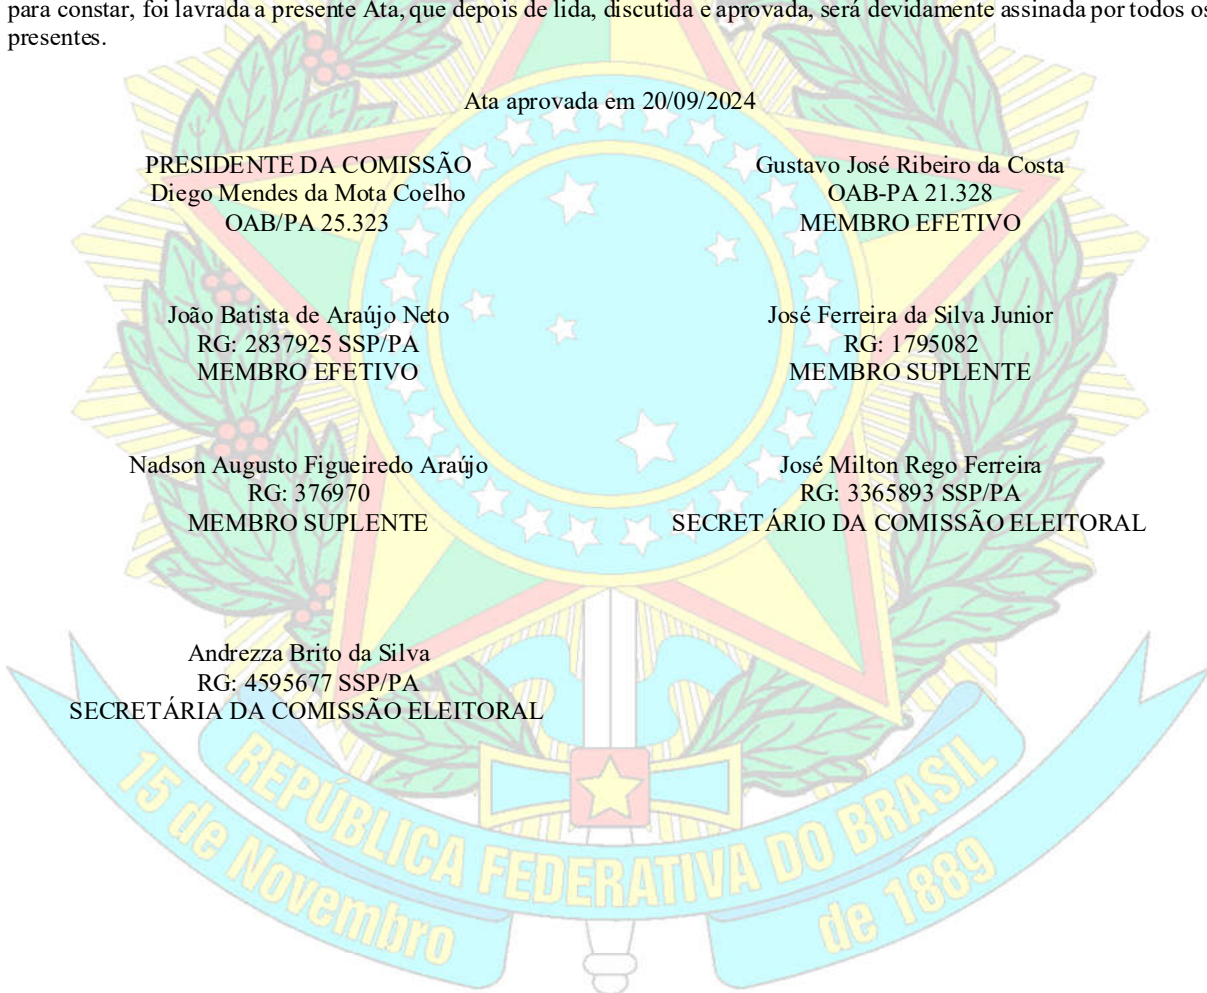 para constar, foi lavrada a presente Ata, que depois de lida, discutida e aprovada, será devidamente assinada por todos os
presentes.
Ata aprovada em 20/09/2024
PRESIDENTE DA COMISSÃO
Diego Mendes da Mota Coelho
OAB/PA 25.323
Gustavo José Ribeiro da Costa
OAB-PA 21.328
MEMBRO EFETIVO
João Batista de Araújo Neto
RG: 2837925 SSP/PA
MEMBRO EFETIVO
José Ferreira da Silva Junior
RG: 1795082
MEMBRO SUPLENTE
Nadson Augusto Figueiredo Araújo
RG: 376970
MEMBRO SUPLENTE
José Milton Rego Ferreira
RG: 3365893 SSP/PA
SECRETÁRIO DA COMISSÃO ELEITORAL
Andrezza Brito da Silva
RG: 4595677 SSP/PA
SECRETÁRIA DA COMISSÃO ELEITORAL
REPÚBLICA FEDERATIVA DO BRASIL
15 de Novembro
de 1889